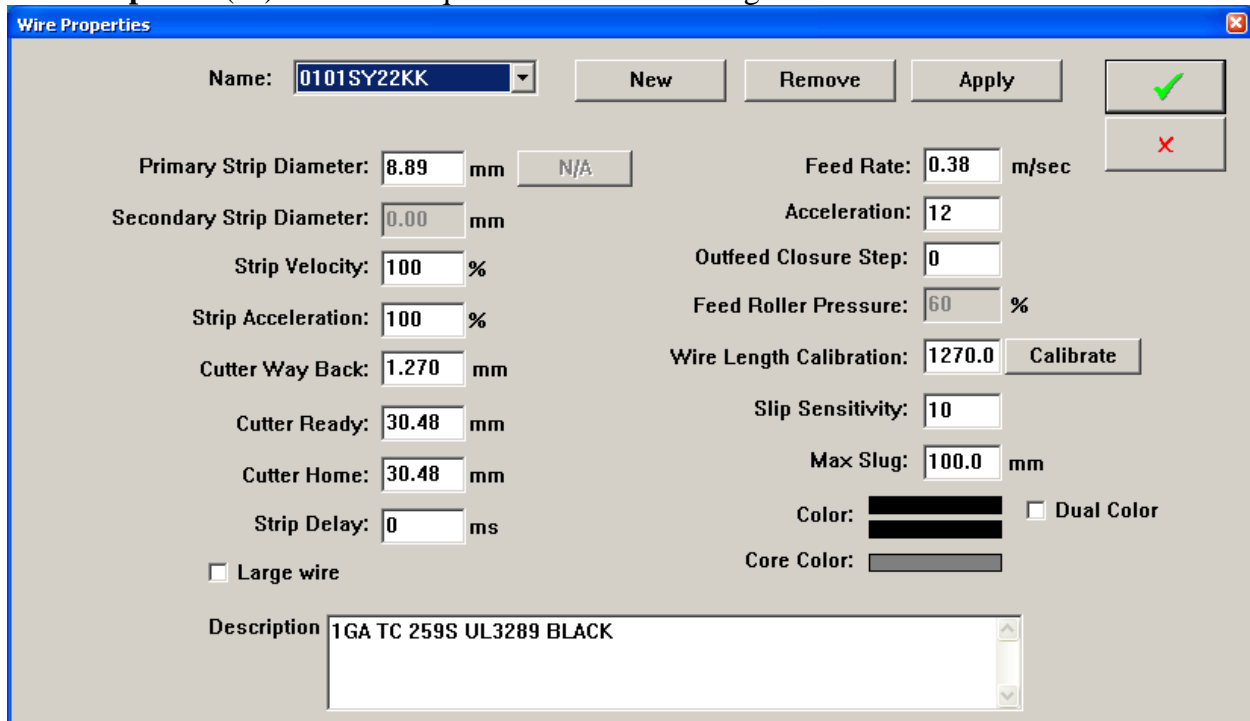 Wire Properties
Name: 0101SY22KK New Remove Apply
Primary Strip Diameter: 8.89 mm N/A Feed Rate: 0.38 m/sec
Secondary Strip Diameter: 0.00 mm Acceleration: 12
Strip Velocity: 100 % Outfeed Closure Step: 0
Strip Acceleration: 100 % Feed Roller Pressure: 60 %
Cutter Way Back: 1.270 mm Wire Length Calibration: 1270.0 Calibrate
Cutter Ready: 30.48 mm Slip Sensitivity: 10
Cutter Home: 30.48 mm Max Slug: 100.0 mm
Strip Delay: 0 ms Color: Dual Color
Large wire Core Color:
Description 1GA TC 259S UL3289 BLACK